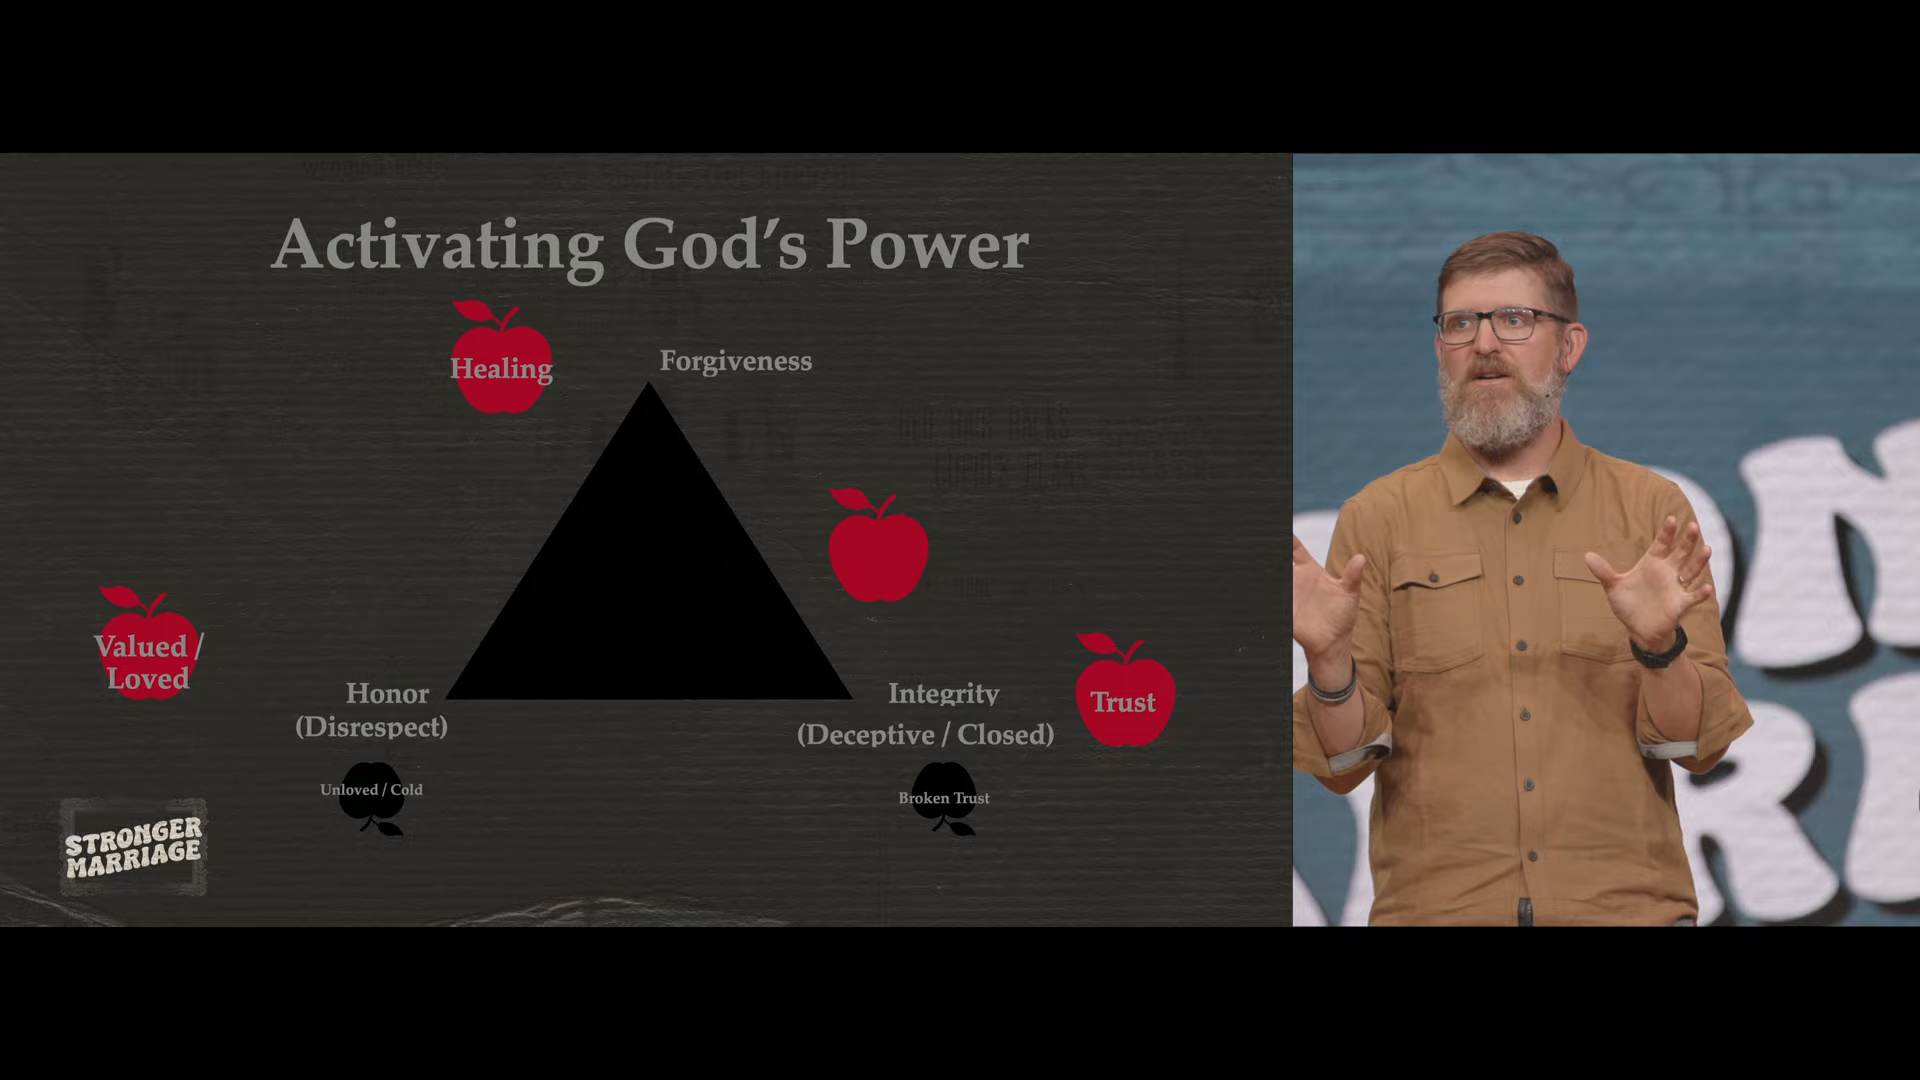 Activating God's Power
Healing
Forgiveness
Valued /
Loved
Honor
(Disrespect)
Integrity
(Deceptive / Closed)
Trust
Unloved / Cold
Broken Trust
STRONGER
MARRIAGE